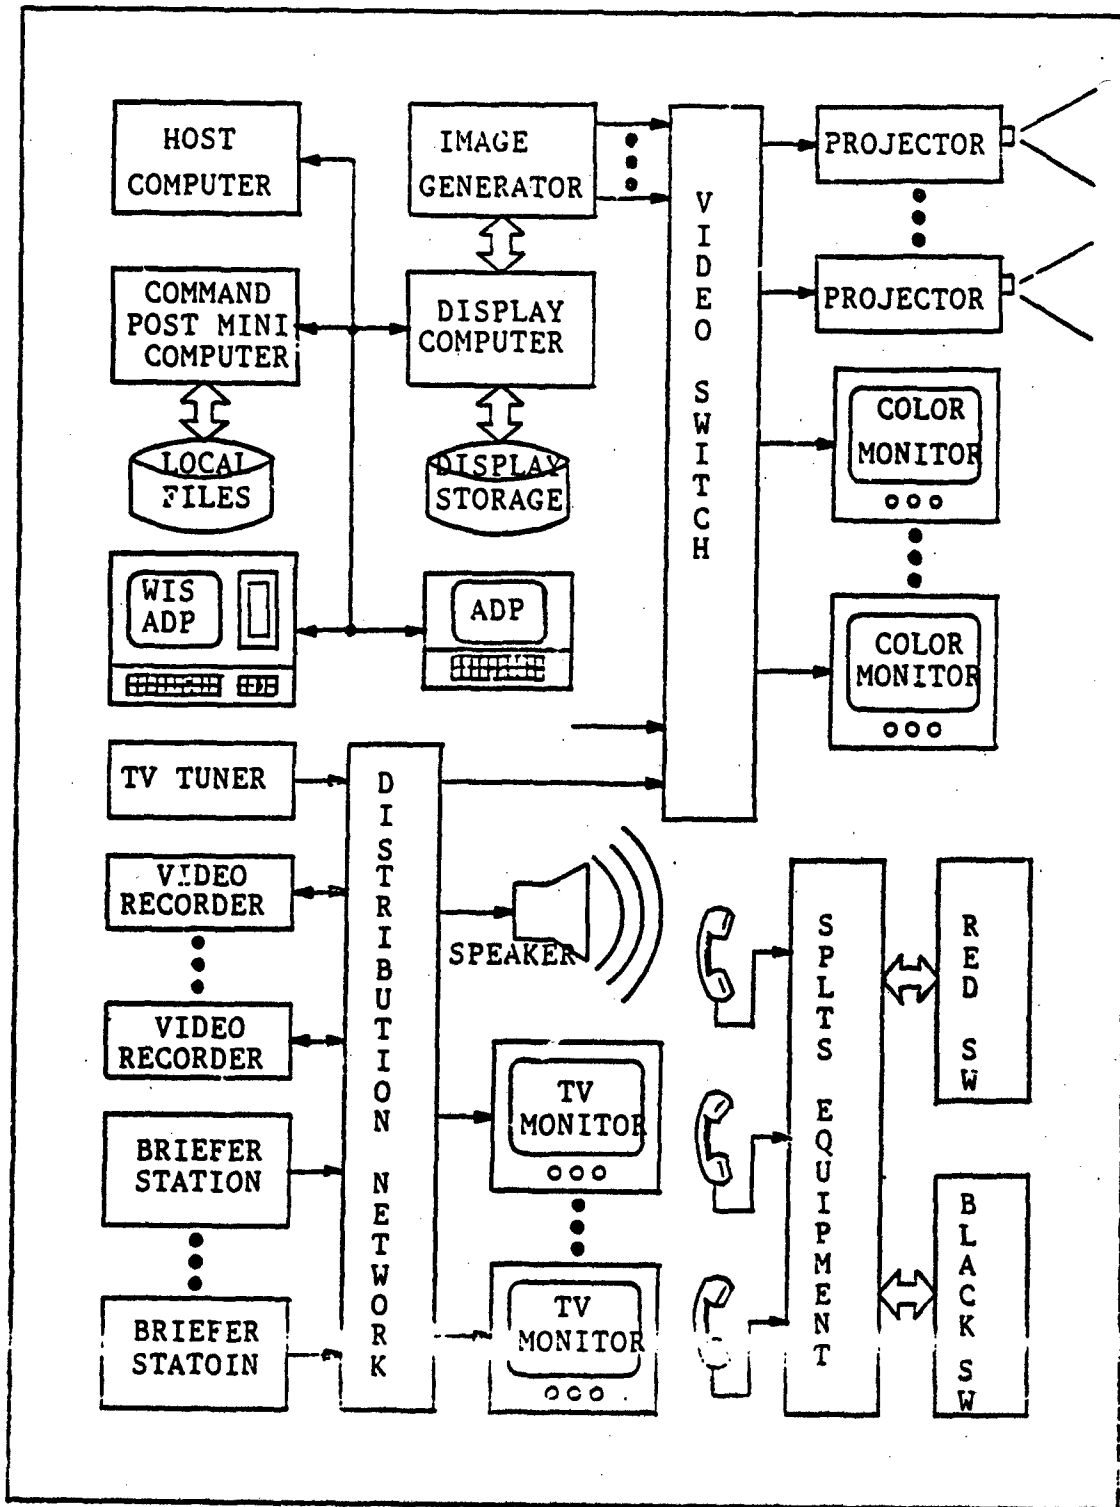 HOST
COMPUTER
IMAGE
GENERATOR
VIDEO SWITCH
PROJECTOR
PROJECTOR
COMMAND
POST MINI
COMPUTER
DISPLAY
COMPUTER
COLOR
MONITOR
LOCAL
FILES
DISPLAY
STORAGE
WIS
ADP
ADP
COLOR
MONITOR
TV TUNER
DISTRIBUTION NETWORK
VIDEO
RECORDER
SPEAKER
VIDEO
RECORDER
TV
MONITOR
BRIEFER
STATION
TV
MONITOR
BRIEFER
STATOIN
SPLTS EQUIPMENT
RED SW
BLACK SW